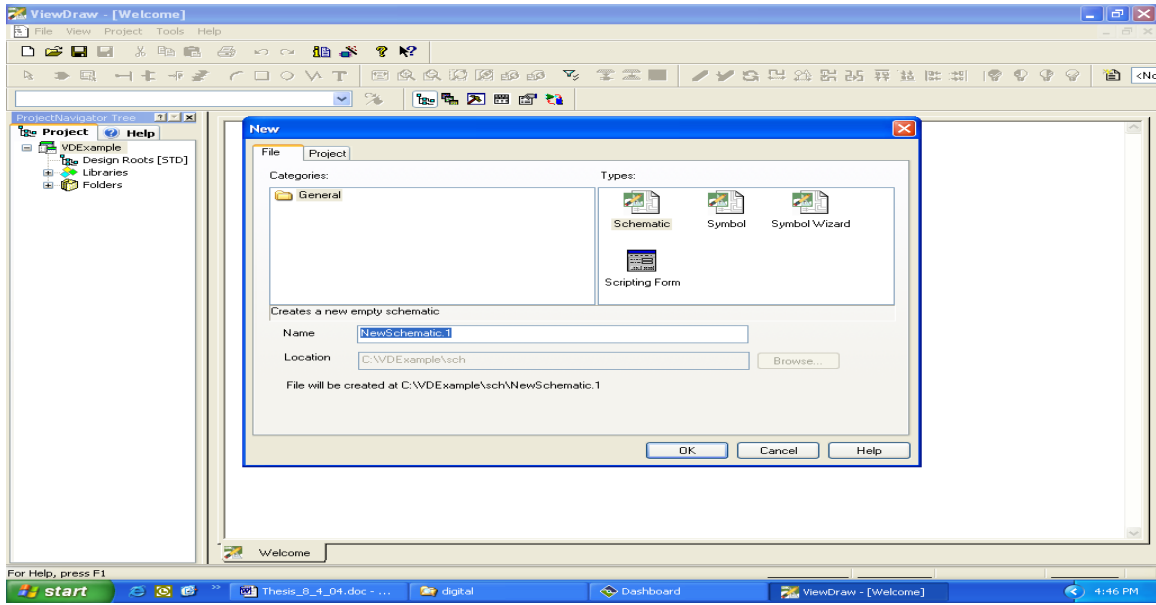 ViewDraw - [Welcome]
File View Project Tools Help
<No
ProjectNavigator Tree
Project Help
VDExample
Design Roots [STD]
Libraries
Folders
New
File Project
Categories:
General
Types:
Schematic Symbol Symbol Wizard
Scripting Form
Creates a new empty schematic
Name NewSchematic.1
Location C:\VDExample\sch Browse...
File will be created at C:\VDExample\sch\NewSchematic.1
OK Cancel Help
Welcome
For Help, press F1
start Thesis_8_4_04.doc - ... digital Dashboard ViewDraw - [Welcome] 4:46 PM